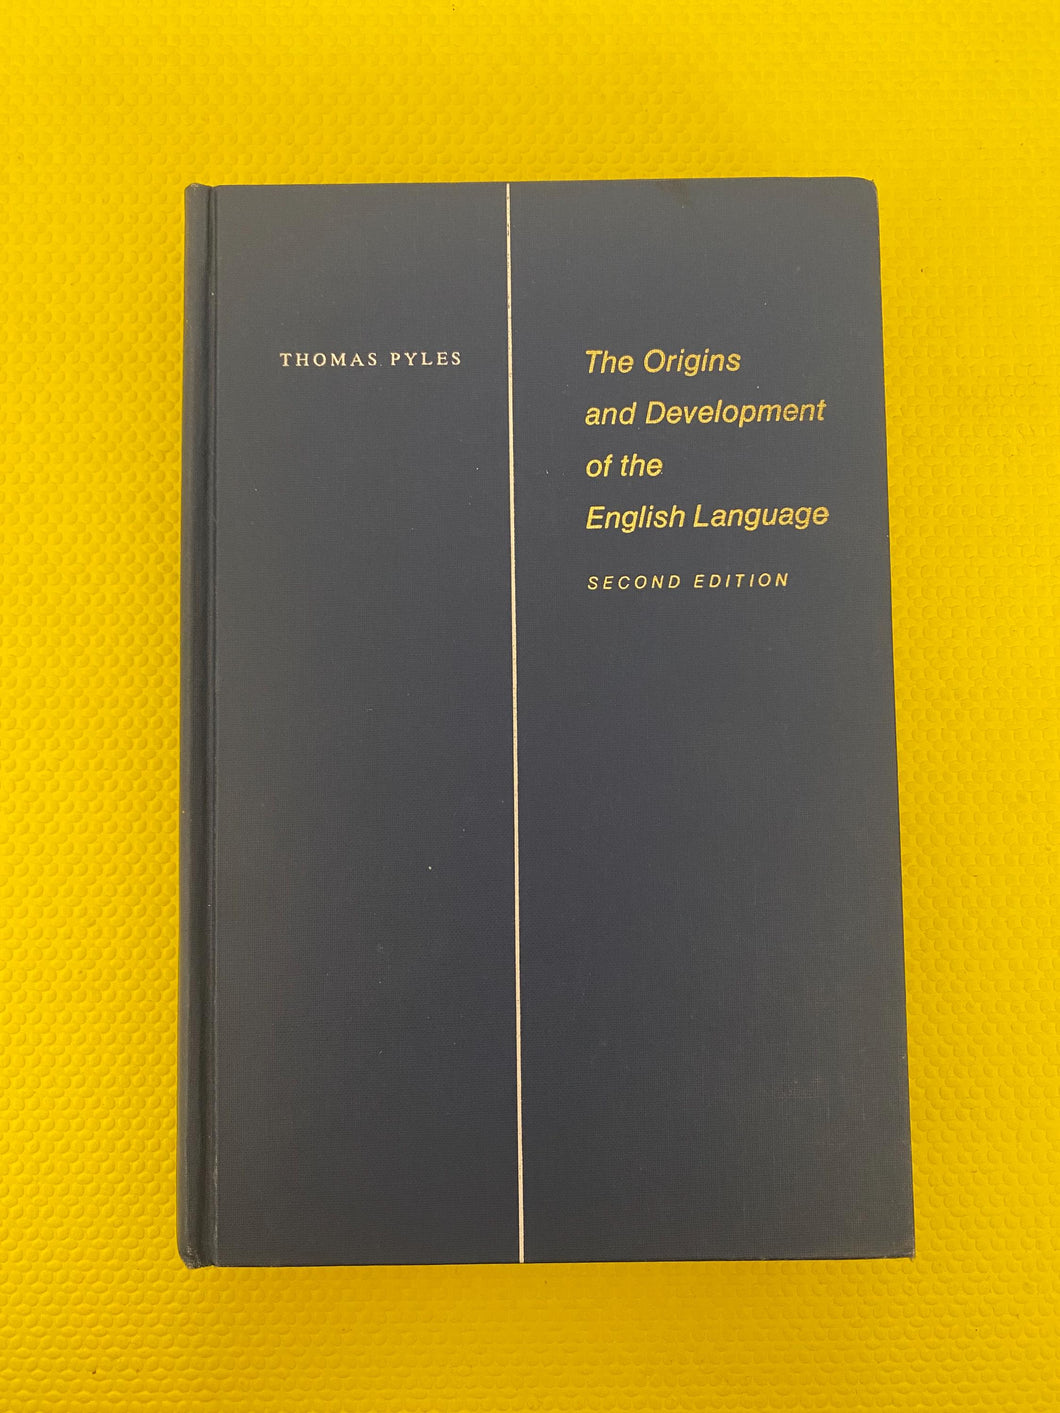 THOMAS PYLES
The Origins
and Development
of the
English Language
SECOND EDITION